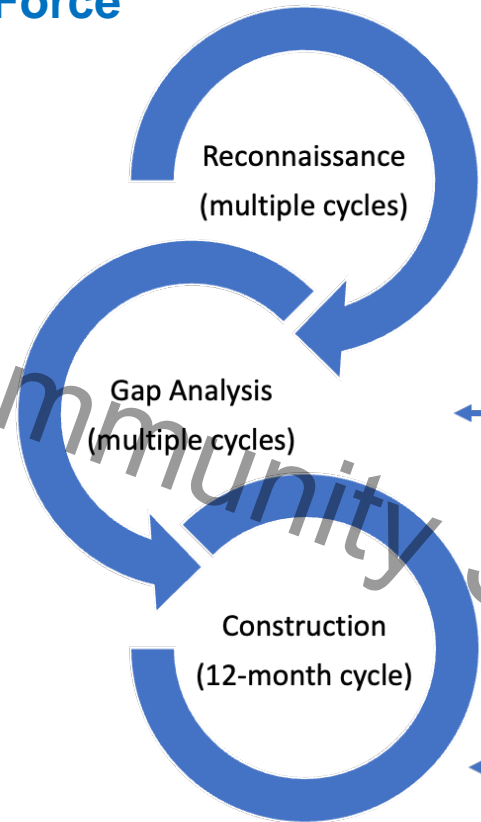 Force
Reconnaissance
(multiple cycles)
Gap Analysis
(multiple cycles)
Construction
(12-month cycle)